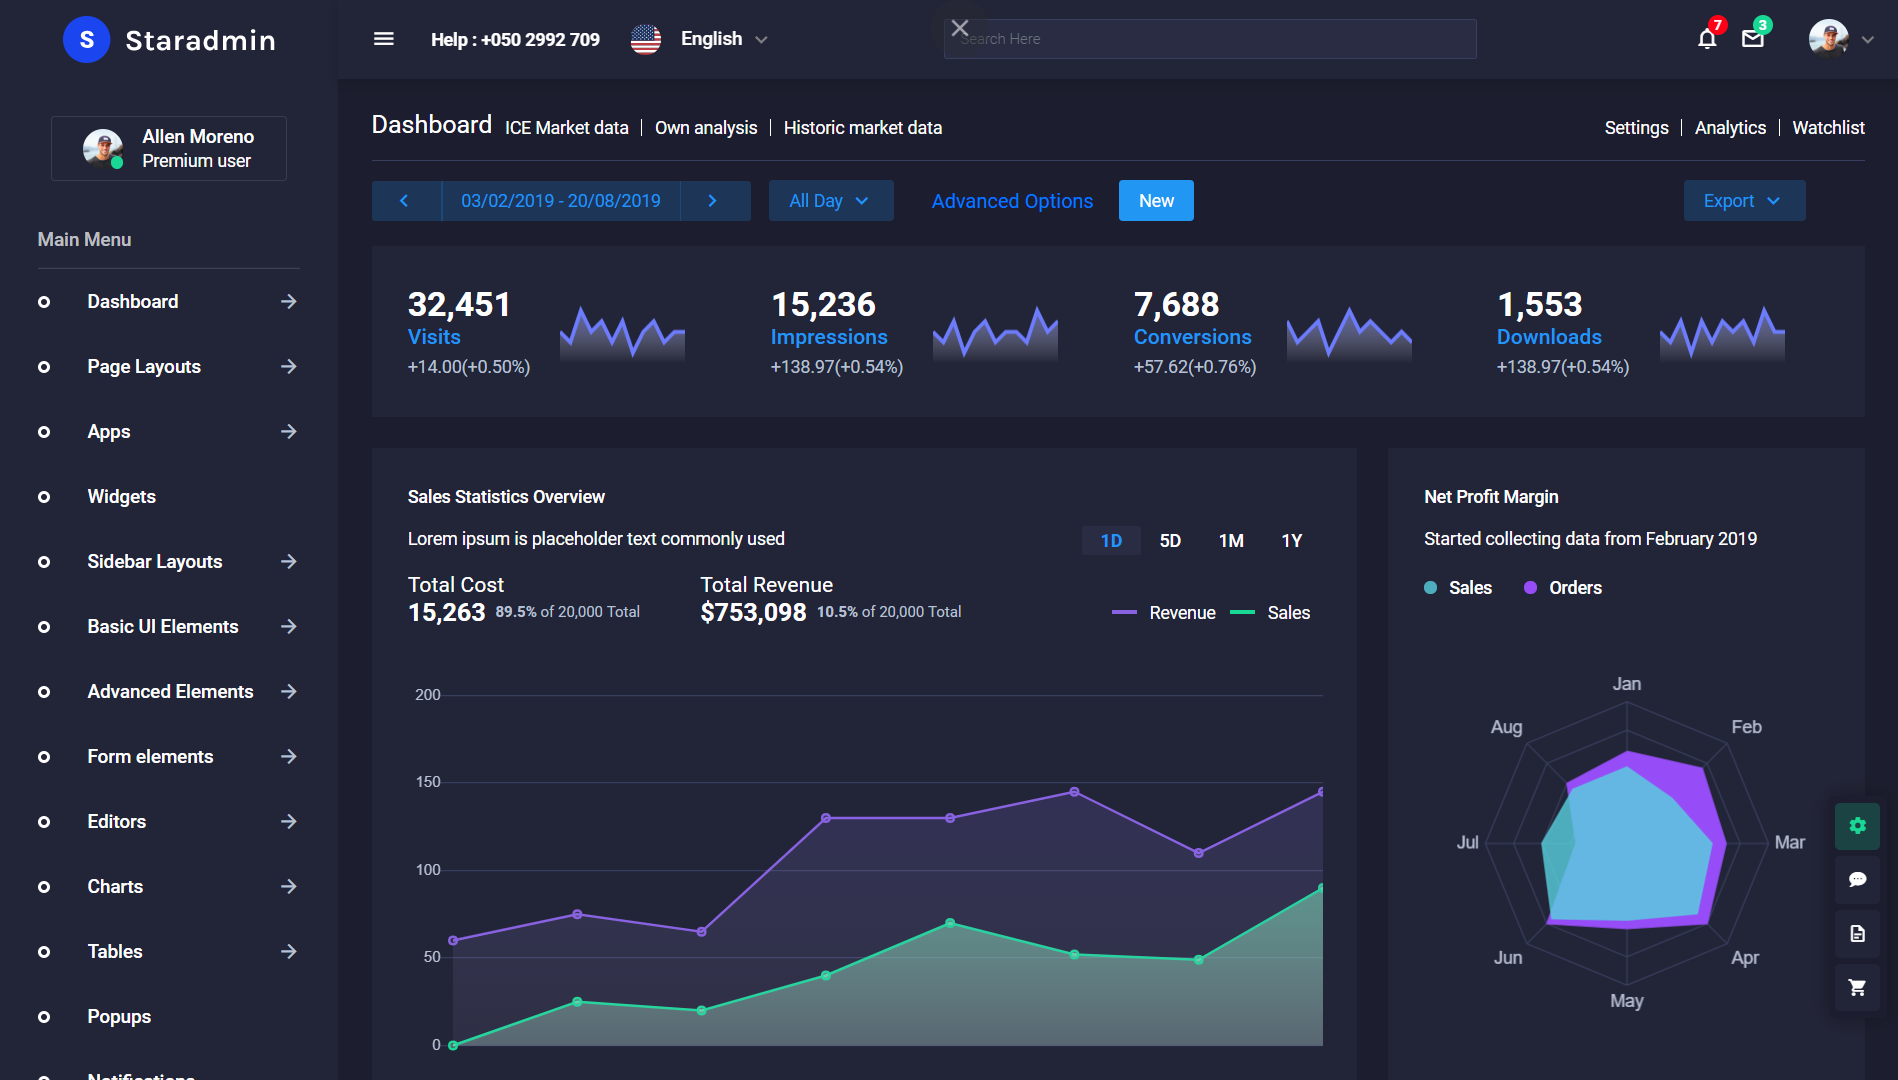 S Staradmin
Help : +050 2992 709
English
Search Here
7
3
Allen Moreno
Premium user
Main Menu
Dashboard
Page Layouts
Apps
Widgets
Sidebar Layouts
Basic UI Elements
Advanced Elements
Form elements
Editors
Charts
Tables
Popups
Notifications
Dashboard ICE Market data Own analysis Historic market data
Settings Analytics Watchlist
03/02/2019 - 20/08/2019 All Day Advanced Options New Export
32,451
Visits
+14.00(+0.50%)
15,236
Impressions
+138.97(+0.54%)
7,688
Conversions
+57.62(+0.76%)
1,553
Downloads
+138.97(+0.54%)
Sales Statistics Overview
Lorem ipsum is placeholder text commonly used
1D 5D 1M 1Y
Total Cost
15,263 89.5% of 20,000 Total
Total Revenue
$753,098 10.5% of 20,000 Total
Revenue Sales
200
150
100
50
0
Net Profit Margin
Started collecting data from February 2019
Sales Orders
Jan
Feb
Mar
Apr
May
Jun
Jul
Aug